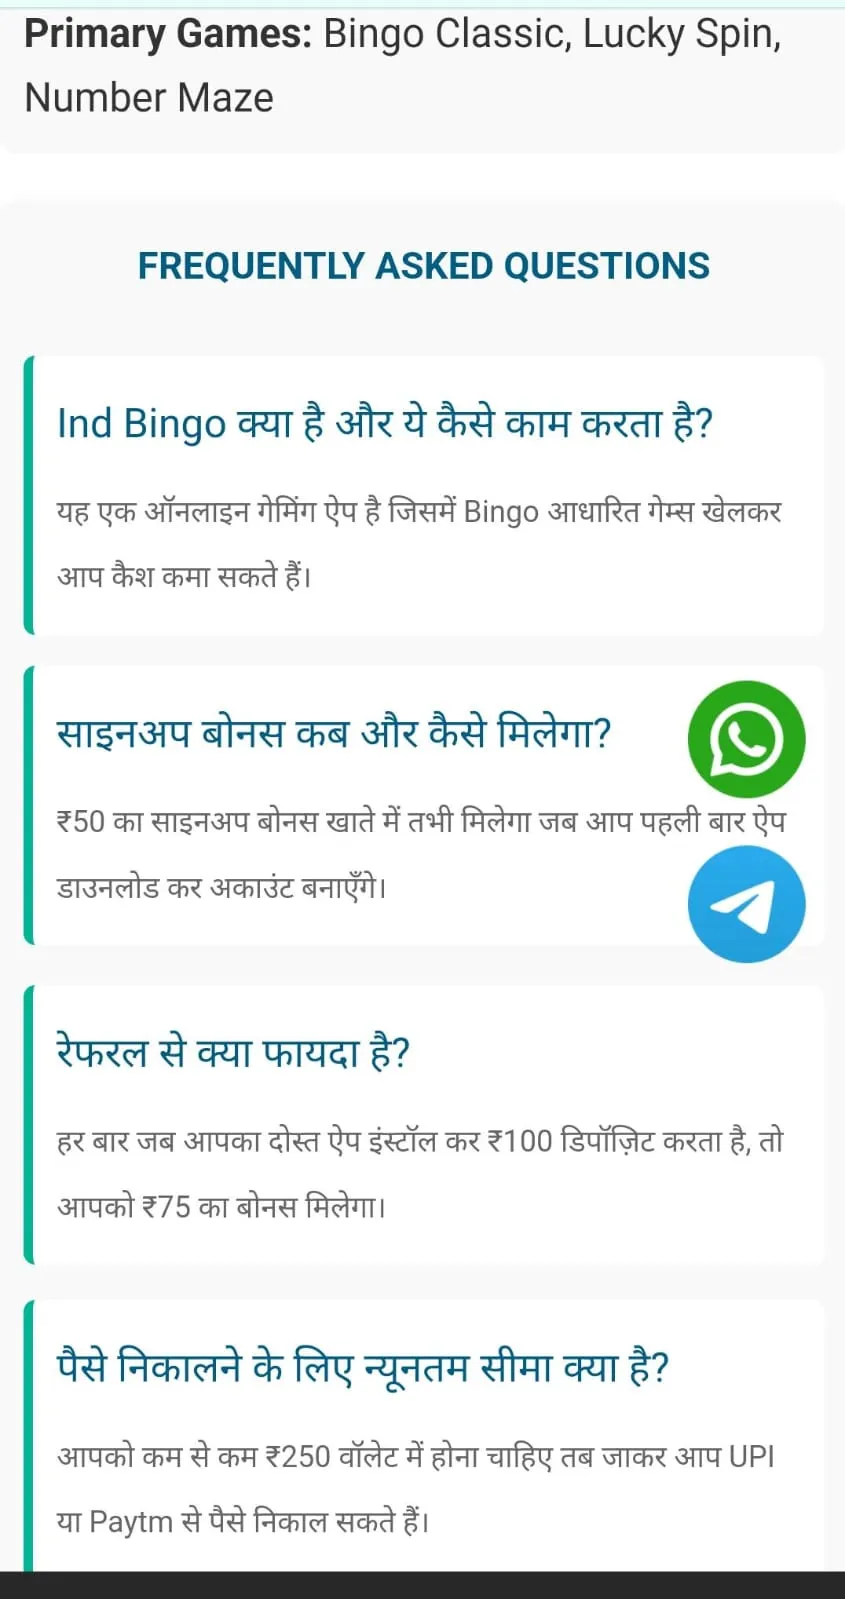 Primary Games: Bingo Classic, Lucky Spin,
Number Maze
FREQUENTLY ASKED QUESTIONS
Ind Bingo क्या है और ये कैसे काम करता है?
यह एक ऑनलाइन गेमिंग ऐप है जिसमें Bingo आधारित गेम्स खेलकर
आप कैश कमा सकते हैं।
साइनअप बोनस कब और कैसे मिलेगा?
₹50 का साइनअप बोनस खाते में तभी मिलेगा जब आप पहली बार ऐप
डाउनलोड कर अकाउंट बनाएँगे।
रेफरल से क्या फायदा है?
हर बार जब आपका दोस्त ऐप इंस्टॉल कर ₹100 डिपॉज़िट करता है, तो
आपको ₹75 का बोनस मिलेगा।
पैसे निकालने के लिए न्यूनतम सीमा क्या है?
आपको कम से कम ₹250 वॉलेट में होना चाहिए तब जाकर आप UPI
या Paytm से पैसे निकाल सकते हैं।